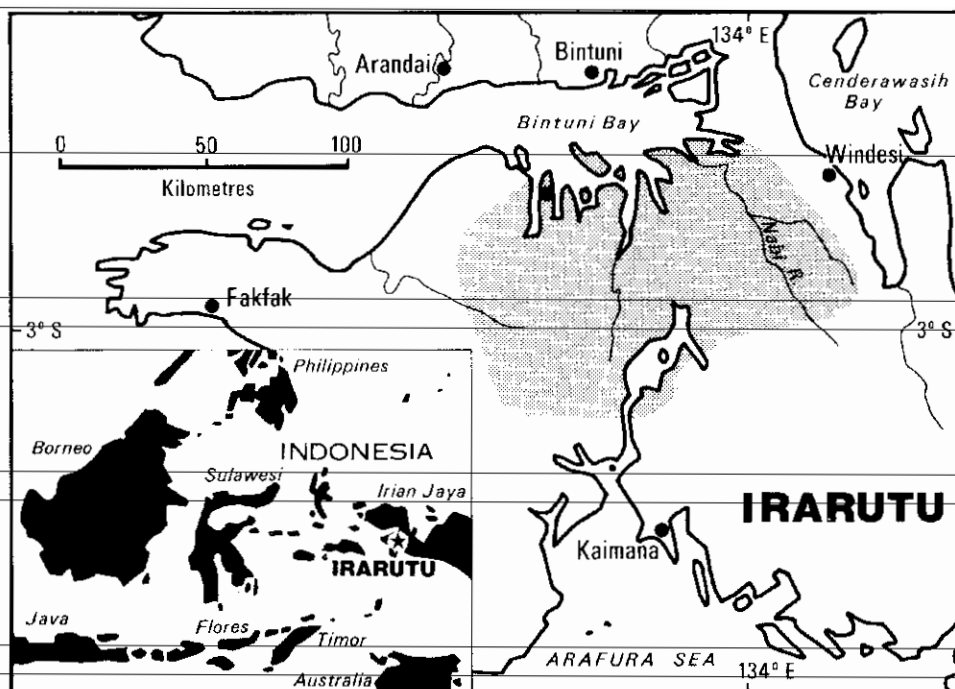 134° E
Arandai
Bintuni
Cenderawasih
Bay
Bintuni Bay
0 50 100
Kilometres
Windesi
Nabi R
Fakfak
3° S
3° S
Philippines
Borneo
INDONESIA
Sulawesi
Irian Jaya
IRARUTU
IRARUTU
Kaimana
Java
Flores
Timor
Australia
ARAFURA SEA
134° E